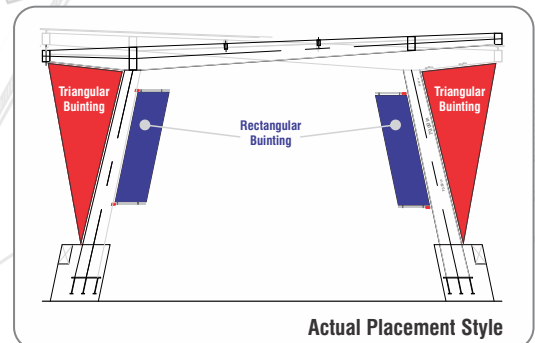 Triangular
Buinting
Rectangular
Buinting
Triangular
Buinting
Actual Placement Style